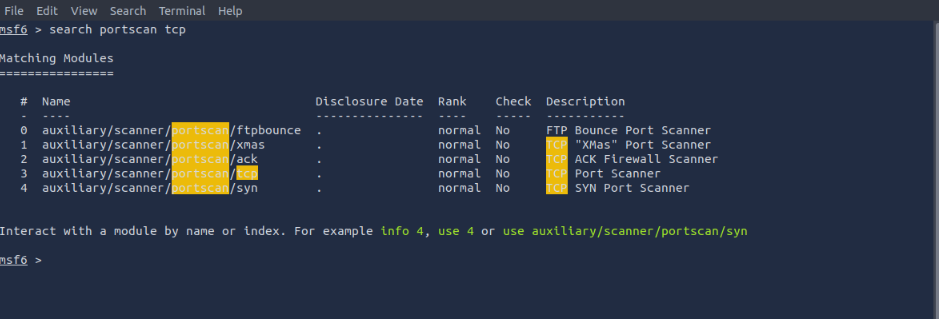 File Edit View Search Terminal Help
msf6 > search portscan tcp
Matching Modules
================
# Name Disclosure Date Rank Check Description
- ---- --------------- ---- ----- -----------
0 auxiliary/scanner/portscan/ftpbounce . normal No FTP Bounce Port Scanner
1 auxiliary/scanner/portscan/xmas . normal No TCP "XMas" Port Scanner
2 auxiliary/scanner/portscan/ack . normal No TCP ACK Firewall Scanner
3 auxiliary/scanner/portscan/tcp . normal No TCP Port Scanner
4 auxiliary/scanner/portscan/syn . normal No TCP SYN Port Scanner
Interact with a module by name or index. For example info 4, use 4 or use auxiliary/scanner/portscan/syn
msf6 >